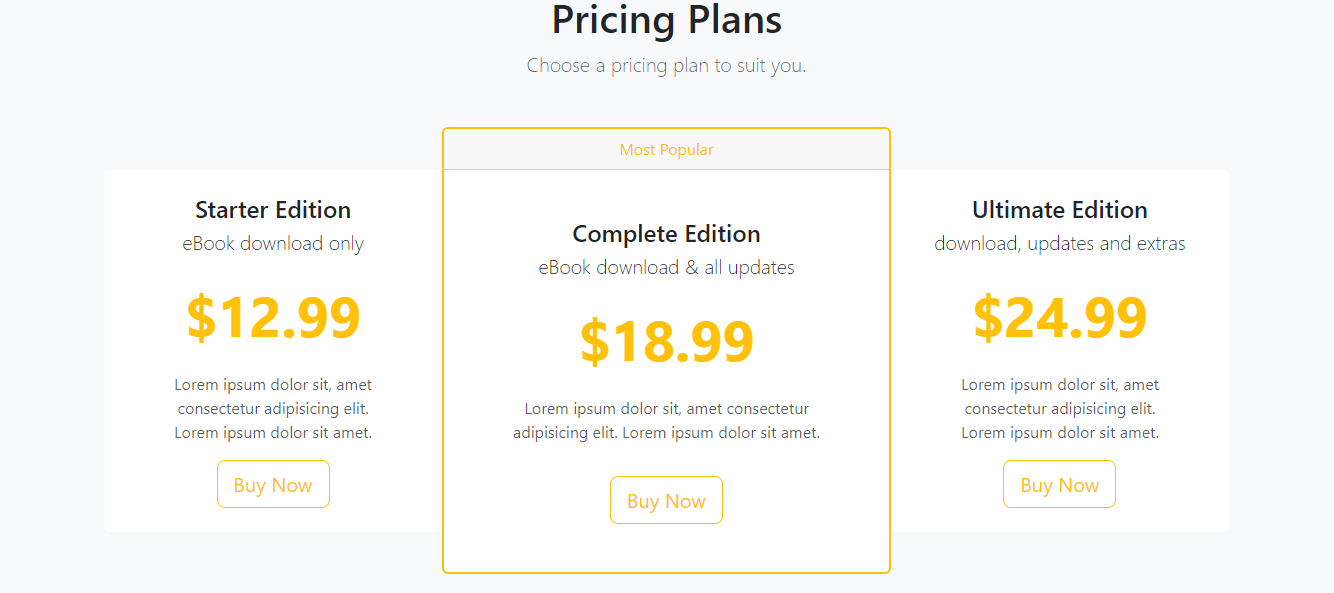 Pricing Plans
Choose a pricing plan to suit you.
Starter Edition
eBook download only
$12.99
Lorem ipsum dolor sit, amet
consectetur adipisicing elit.
Lorem ipsum dolor sit amet.
Buy Now
Most Popular
Complete Edition
eBook download & all updates
$18.99
Lorem ipsum dolor sit, amet consectetur
adipisicing elit. Lorem ipsum dolor sit amet.
Buy Now
Ultimate Edition
download, updates and extras
$24.99
Lorem ipsum dolor sit, amet
consectetur adipisicing elit.
Lorem ipsum dolor sit amet.
Buy Now